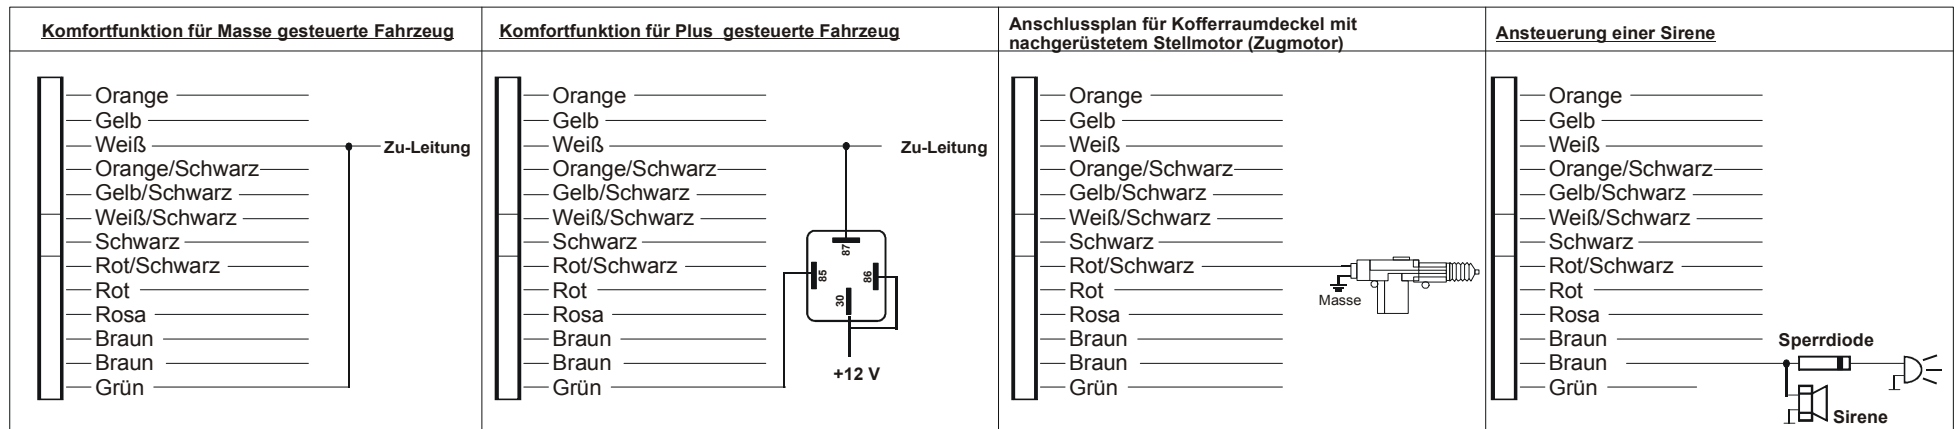 Komfortfunktion für Masse gesteuerte Fahrzeug
Orange
Gelb
Weiß
Zu-Leitung
Orange/Schwarz
Gelb/Schwarz
Weiß/Schwarz
Schwarz
Rot/Schwarz
Rot
Rosa
Braun
Braun
Grün
Komfortfunktion für Plus gesteuerte Fahrzeug
Orange
Gelb
Weiß
Zu-Leitung
Orange/Schwarz
Gelb/Schwarz
Weiß/Schwarz
Schwarz
Rot/Schwarz
Rot
Rosa
Braun
Braun
Grün
87
85
86
30
+12 V
Anschlussplan für Kofferraumdeckel mit
nachgerüstetem Stellmotor (Zugmotor)
Orange
Gelb
Weiß
Orange/Schwarz
Gelb/Schwarz
Weiß/Schwarz
Schwarz
Rot/Schwarz
Rot
Rosa
Braun
Braun
Grün
Masse
Ansteuerung einer Sirene
Orange
Gelb
Weiß
Orange/Schwarz
Gelb/Schwarz
Weiß/Schwarz
Schwarz
Rot/Schwarz
Rot
Rosa
Braun
Braun
Grün
Sperrdiode
Sirene